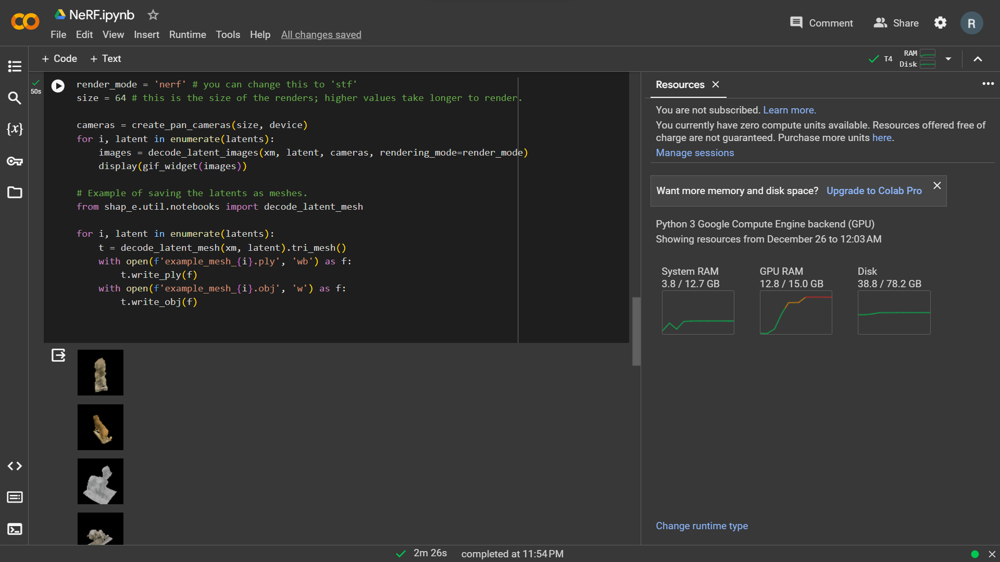 NeRF.ipynb
File Edit View Insert Runtime Tools Help All changes saved
Comment
Share
R
+ Code + Text
T4
RAM
Disk
50s
render_mode = 'nerf' # you can change this to 'stf'
size = 64 # this is the size of the renders; higher values take longer to render.
cameras = create_pan_cameras(size, device)
for i, latent in enumerate(latents):
    images = decode_latent_images(xm, latent, cameras, rendering_mode=render_mode)
    display(gif_widget(images))
# Example of saving the latents as meshes.
from shap_e.util.notebooks import decode_latent_mesh
for i, latent in enumerate(latents):
    t = decode_latent_mesh(xm, latent).tri_mesh()
    with open(f'example_mesh_{i}.ply', 'wb') as f:
        t.write_ply(f)
    with open(f'example_mesh_{i}.obj', 'w') as f:
        t.write_obj(f)
Resources
You are not subscribed. Learn more.
You currently have zero compute units available. Resources offered free of
charge are not guaranteed. Purchase more units here.
Manage sessions
Want more memory and disk space? Upgrade to Colab Pro
Python 3 Google Compute Engine backend (GPU)
Showing resources from December 26 to 12:03 AM
System RAM
3.8 / 12.7 GB
GPU RAM
12.8 / 15.0 GB
Disk
38.8 / 78.2 GB
Change runtime type
2m 26s completed at 11:54 PM